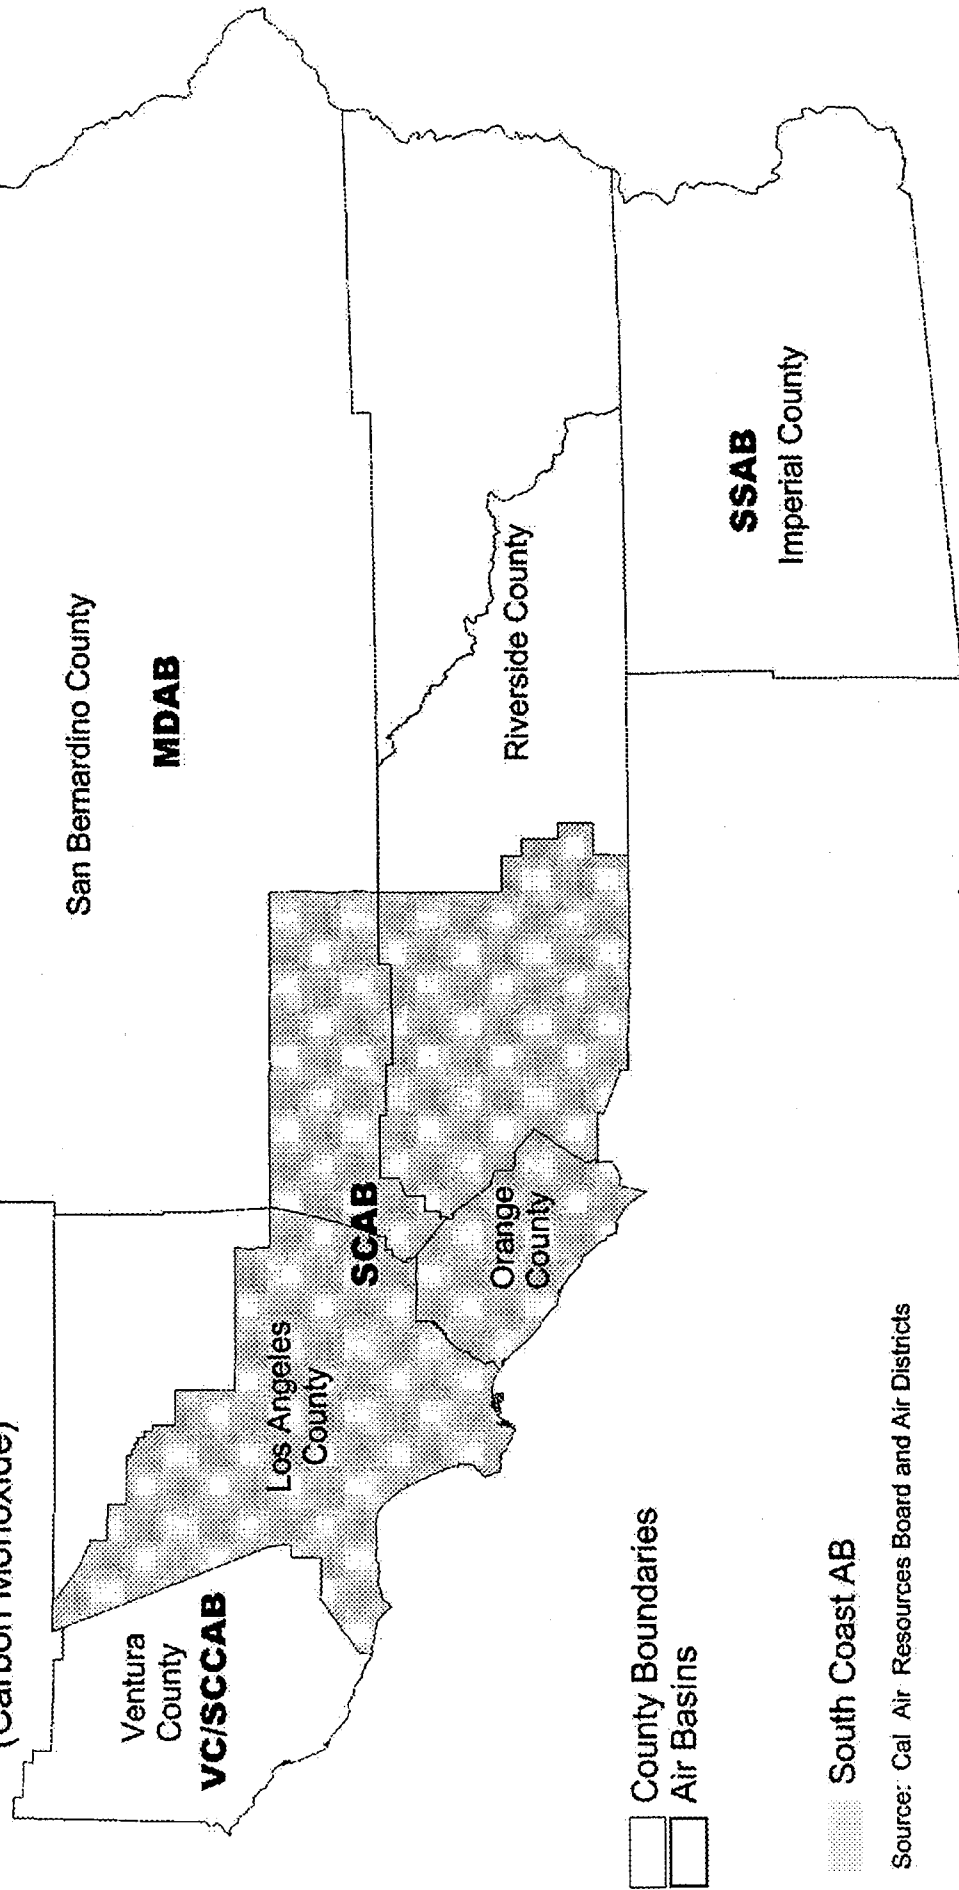 (Carbon Monoxide)
San Bernardino County
MDAB
Ventura
County
VC/SCCAB
Los Angeles
County
SCAB
Orange
County
Riverside County
SSAB
Imperial County
County Boundaries
Air Basins
South Coast AB
Source: Cal Air Resources Board and Air Districts